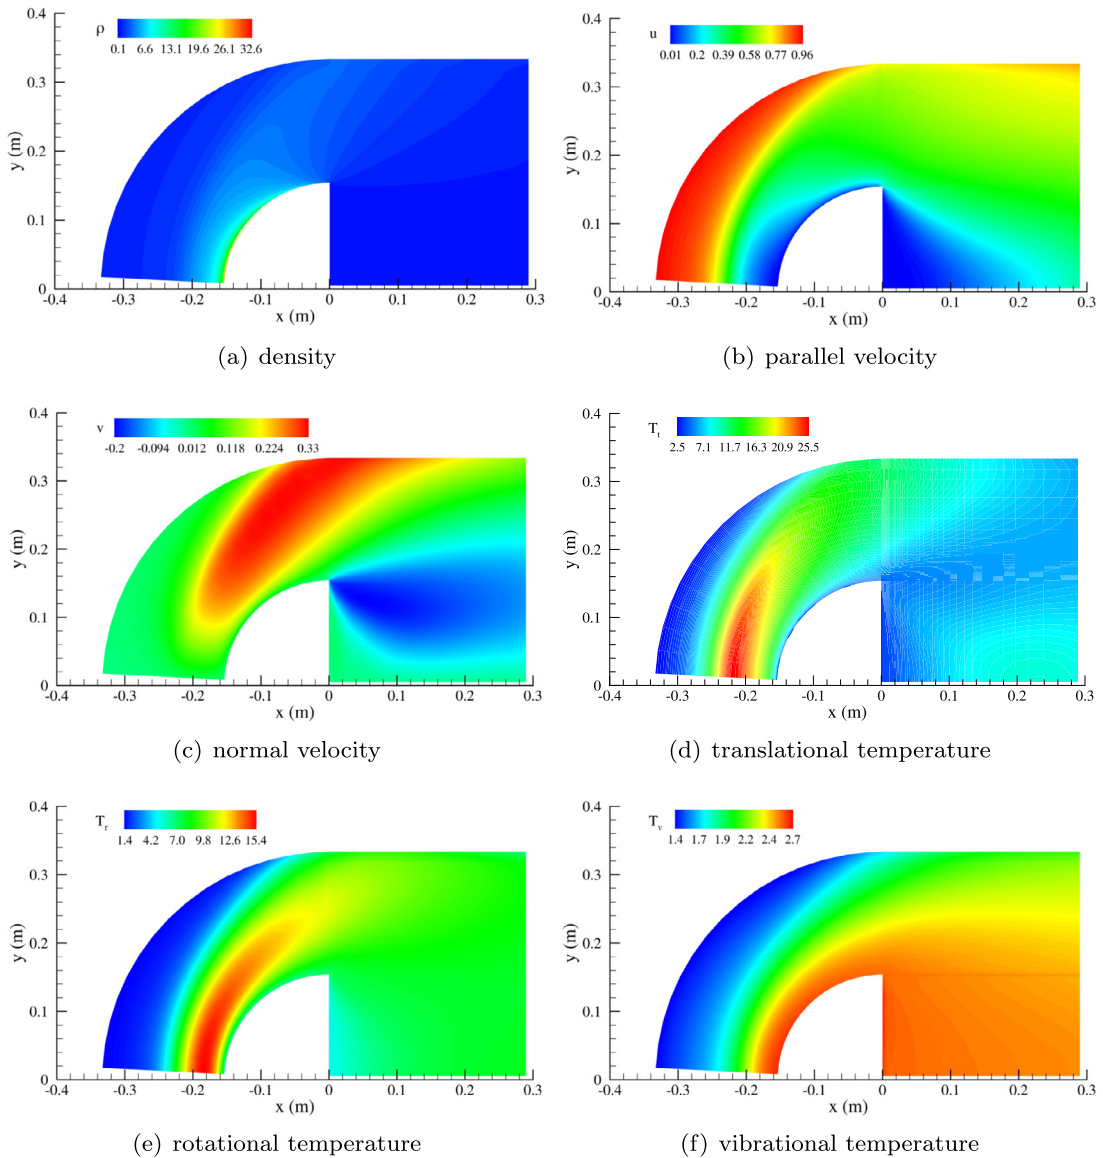 0.4
ρ
0.1 6.6 13.1 19.6 26.1 32.6
0.3
y (m)
0.2
0.1
0
-0.4 -0.3 -0.2 -0.1 0 0.1 0.2 0.3
x (m)
(a) density
0.4
u
0.01 0.2 0.39 0.58 0.77 0.96
0.3
y (m)
0.2
0.1
0
-0.4 -0.3 -0.2 -0.1 0 0.1 0.2 0.3
x (m)
(b) parallel velocity
0.4
v
-0.2 -0.094 0.012 0.118 0.224 0.33
0.3
y (m)
0.2
0.1
0
-0.4 -0.3 -0.2 -0.1 0 0.1 0.2 0.3
x (m)
(c) normal velocity
0.4
Tt
2.5 7.1 11.7 16.3 20.9 25.5
0.3
y (m)
0.2
0.1
0
-0.4 -0.3 -0.2 -0.1 0 0.1 0.2 0.3
x (m)
(d) translational temperature
0.4
Tr
1.4 4.2 7.0 9.8 12.6 15.4
0.3
y (m)
0.2
0.1
0
-0.4 -0.3 -0.2 -0.1 0 0.1 0.2 0.3
x (m)
(e) rotational temperature
0.4
Tv
1.4 1.7 1.9 2.2 2.4 2.7
0.3
y (m)
0.2
0.1
0
-0.4 -0.3 -0.2 -0.1 0 0.1 0.2 0.3
x (m)
(f) vibrational temperature